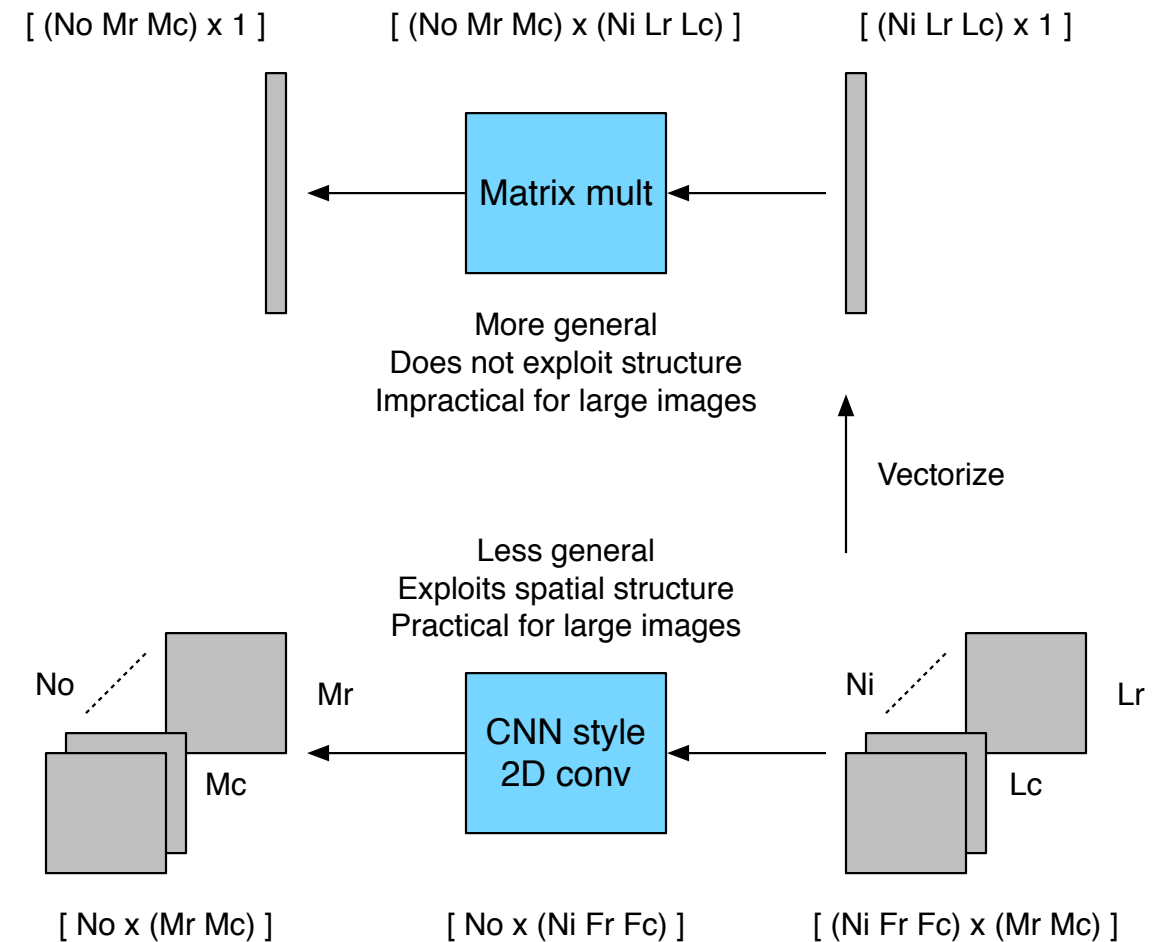 [ (No Mr Mc) x 1 ]
[ (No Mr Mc) x (Ni Lr Lc) ]
[ (Ni Lr Lc) x 1 ]
Matrix mult
More general
Does not exploit structure
Impractical for large images
Vectorize
Less general
Exploits spatial structure
Practical for large images
No
Mr
Mc
CNN style
2D conv
Ni
Lr
Lc
[ No x (Mr Mc) ]
[ No x (Ni Fr Fc) ]
[ (Ni Fr Fc) x (Mr Mc) ]